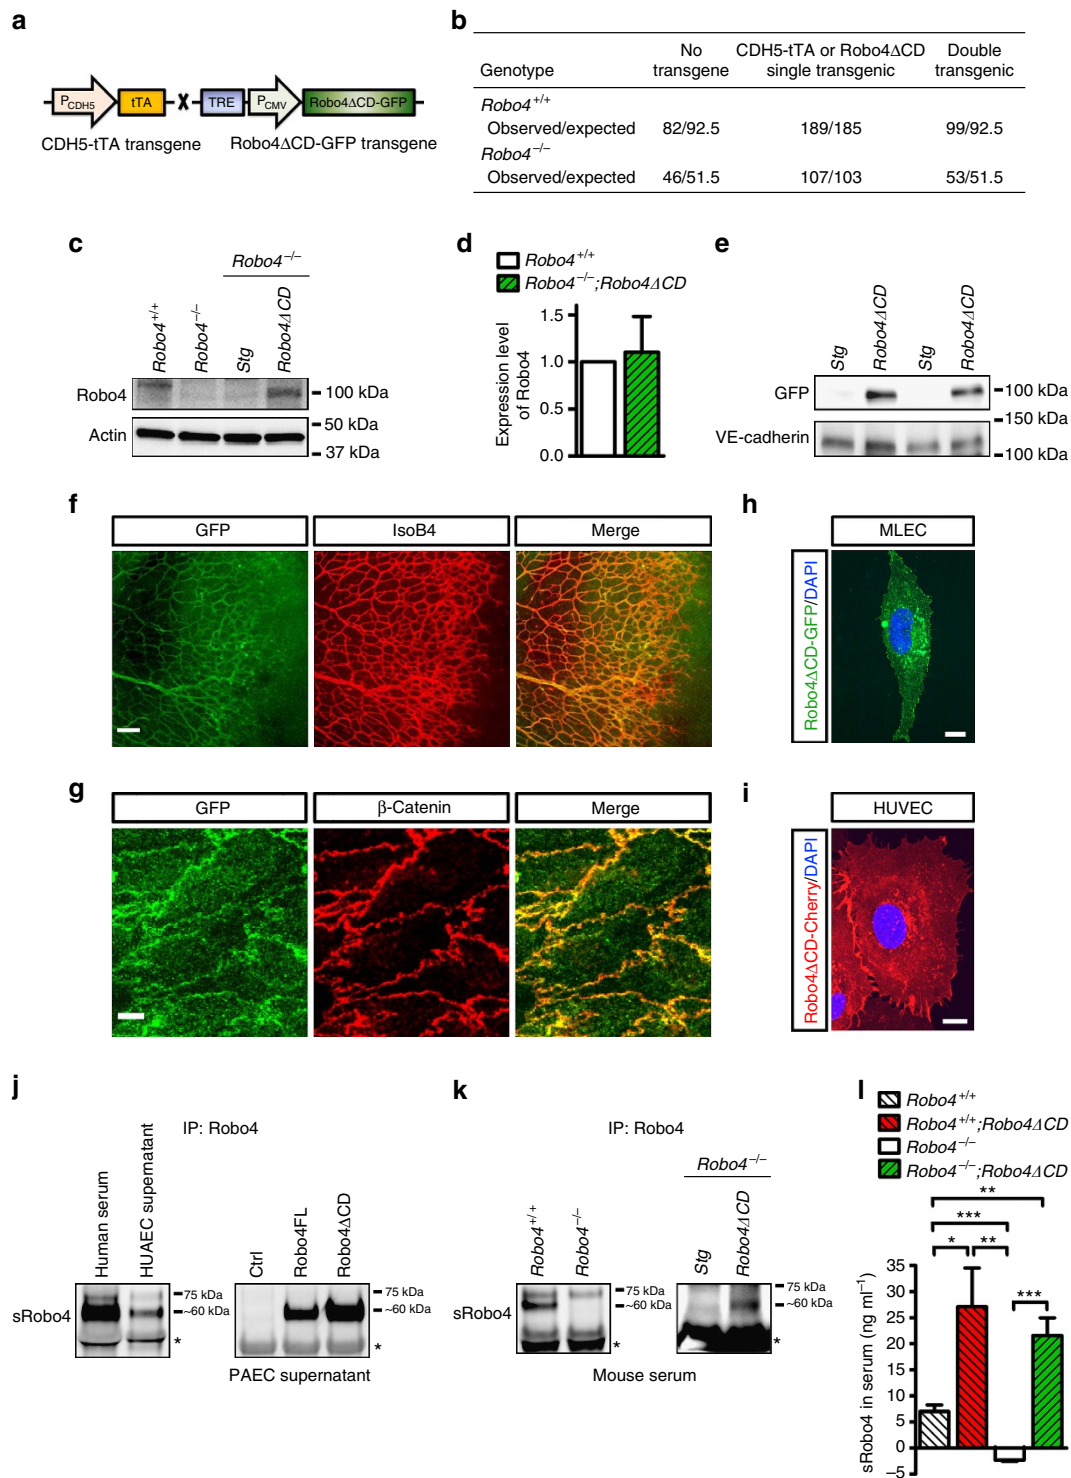 a
P_CDH5 tTA TRE P_CMV Robo4ΔCD-GFP
CDH5-tTA transgene Robo4ΔCD-GFP transgene
b
Genotype No transgene CDH5-tTA or Robo4ΔCD single transgenic Double transgenic
Robo4+/+
Observed/expected 82/92.5 189/185 99/92.5
Robo4−/−
Observed/expected 46/51.5 107/103 53/51.5
c
Robo4−/−
Robo4+/+ Robo4−/− Stg Robo4ΔCD
Robo4 100 kDa
Actin 50 kDa
37 kDa
d
Robo4+/+
Robo4−/−;Robo4ΔCD
Expression level of Robo4
1.5
1.0
0.5
0.0
e
Stg Robo4ΔCD Stg Robo4ΔCD
GFP 100 kDa
150 kDa
VE-cadherin
100 kDa
f
GFP IsoB4 Merge
g
GFP β-Catenin Merge
h
MLEC
Robo4ΔCD-GFP/DAPI
i
HUVEC
Robo4ΔCD-Cherry/DAPI
j
IP: Robo4
Human serum HUAEC supernatant
75 kDa
sRobo4 ~60 kDa
*
Ctrl Robo4FL Robo4ΔCD
75 kDa
~60 kDa
*
PAEC supernatant
k
IP: Robo4
Robo4−/−
Robo4+/+ Robo4−/− Stg Robo4ΔCD
75 kDa
sRobo4 ~60 kDa
*
75 kDa
~60 kDa
*
Mouse serum
l
Robo4+/+
Robo4+/+;Robo4ΔCD
Robo4−/−
Robo4−/−;Robo4ΔCD
**
***
* **
***
sRobo4 in serum (ng ml−1)
35
30
25
20
15
10
5
0
−5